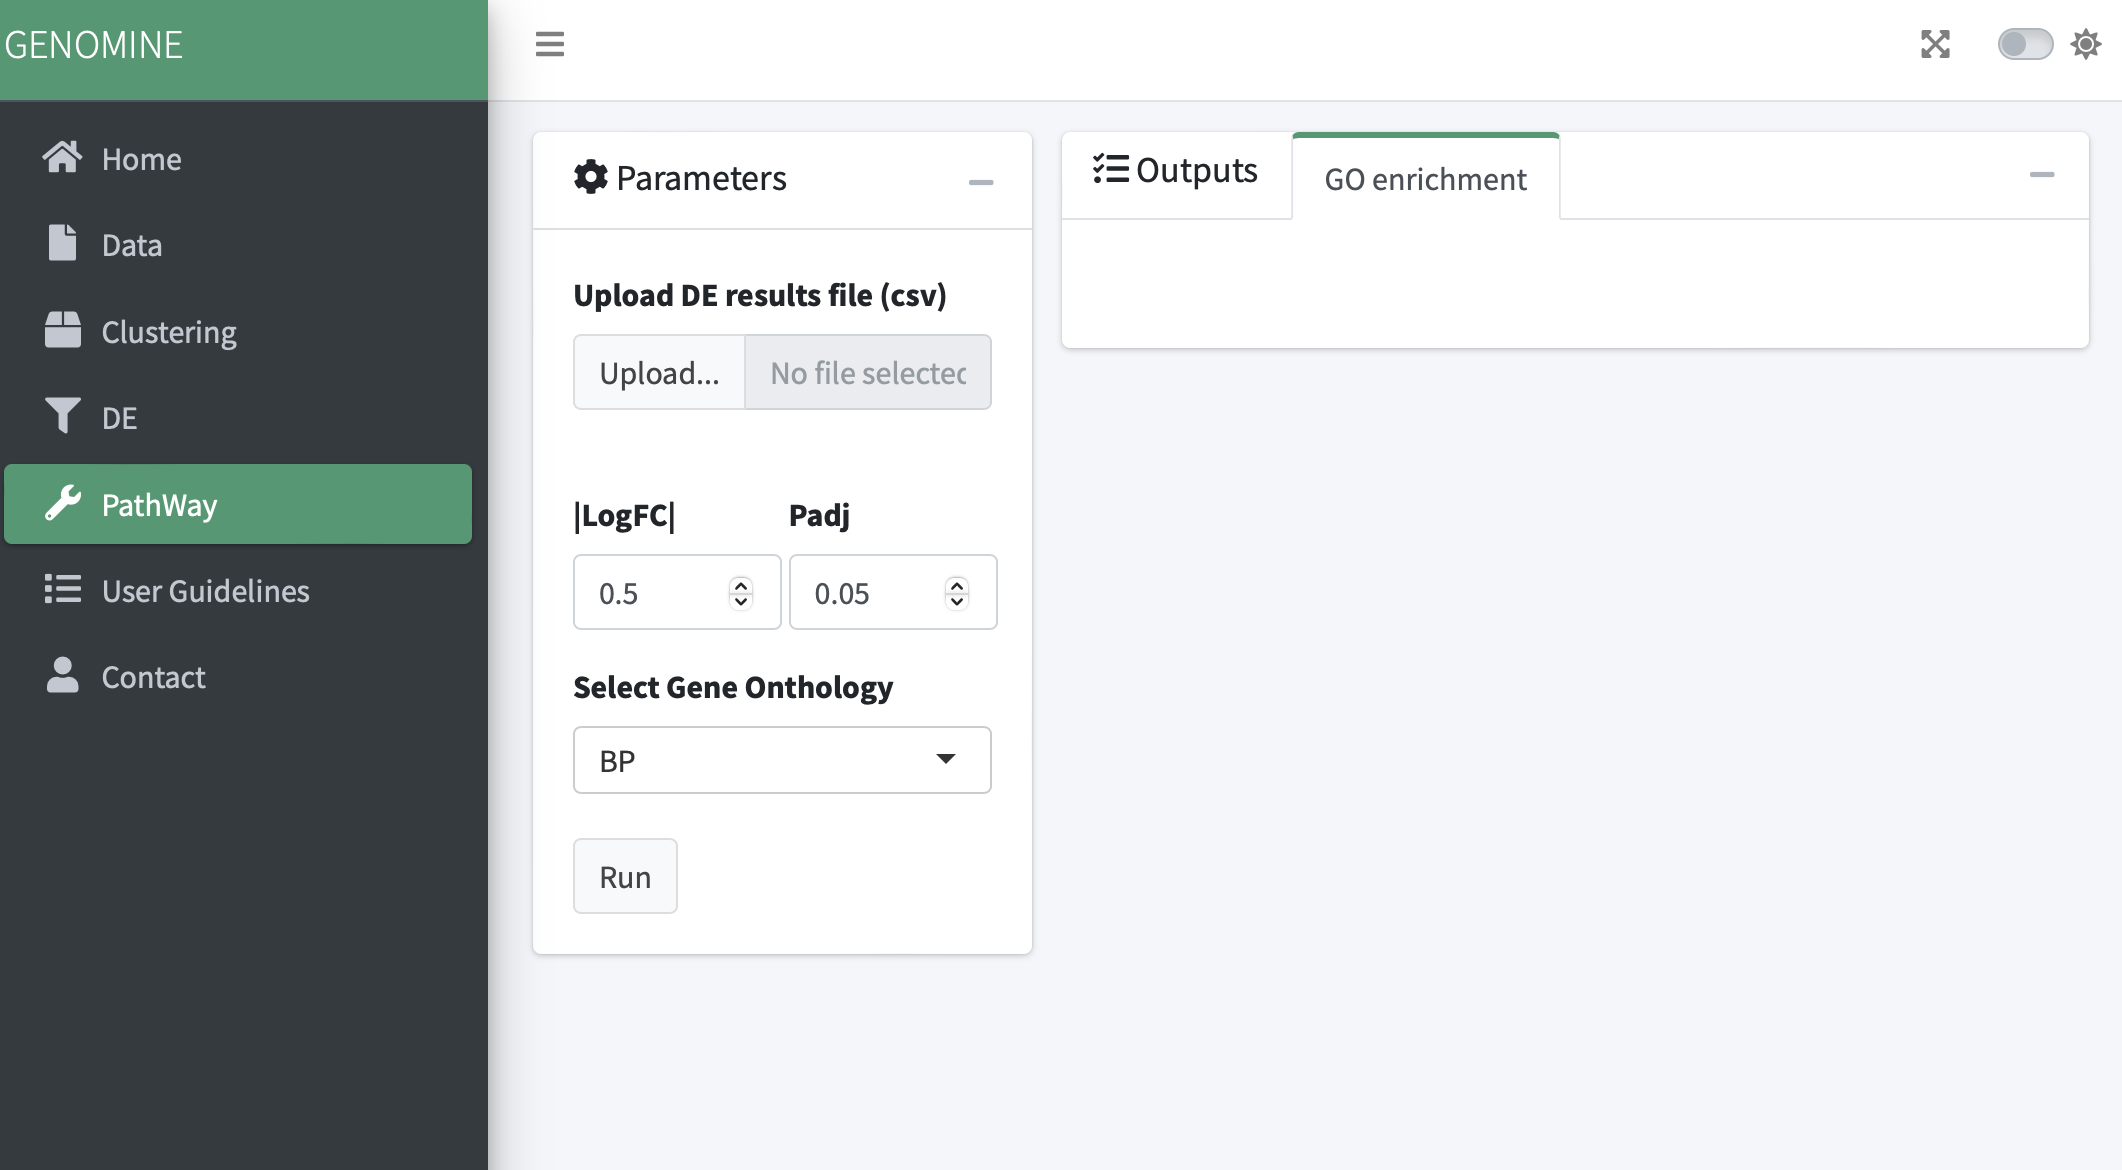 GENOMINE
Home
Data
Clustering
DE
PathWay
User Guidelines
Contact
Parameters
Upload DE results file (csv)
Upload... No file selected
|LogFC| Padj
0.5 0.05
Select Gene Onthology
BP
Run
Outputs GO enrichment